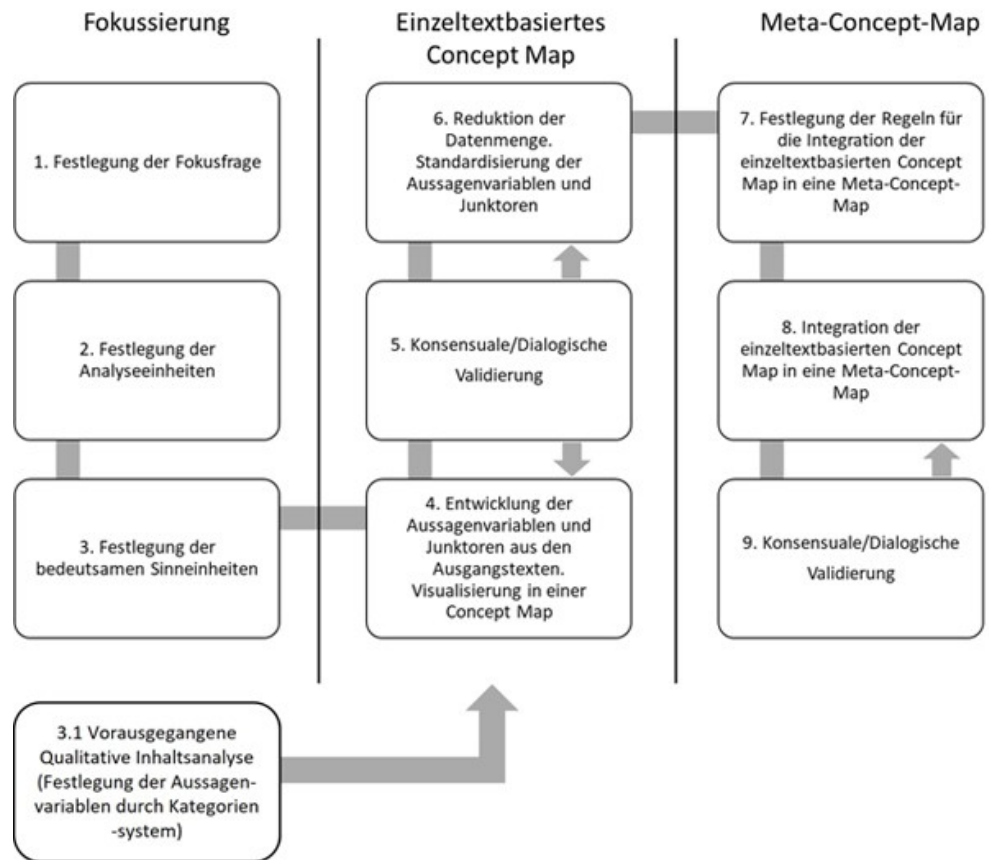 Fokussierung
1. Festlegung der Fokusfrage
2. Festlegung der
Analyseeinheiten
3. Festlegung der
bedeutsamen Sinneinheiten
3.1 Vorausgegangene
Qualitative Inhaltsanalyse
(Festlegung der Aussagen-
variablen durch Kategorien
-system)
Einzeltextbasiertes
Concept Map
6. Reduktion der
Datenmenge.
Standardisierung der
Aussagenvariablen und
Junktoren
5. Konsensuale/Dialogische
Validierung
4. Entwicklung der
Aussagenvariablen und
Junktoren aus den
Ausgangstexten.
Visualisierung in einer
Concept Map
Meta-Concept-Map
7. Festlegung der Regeln für
die Integration der
einzeltextbasierten Concept
Map in eine Meta-Concept-
Map
8. Integration der
einzeltextbasierten Concept
Map in eine Meta-Concept-
Map
9. Konsensuale/Dialogische
Validierung